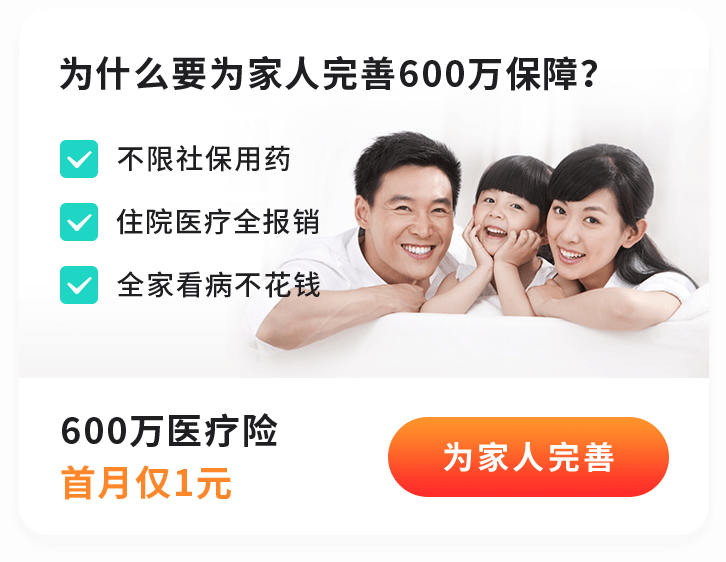 为什么要为家人完善600万保障?
不限社保用药
住院医疗全报销
全家看病不花钱
600万医疗险
首月仅1元
为家人完善